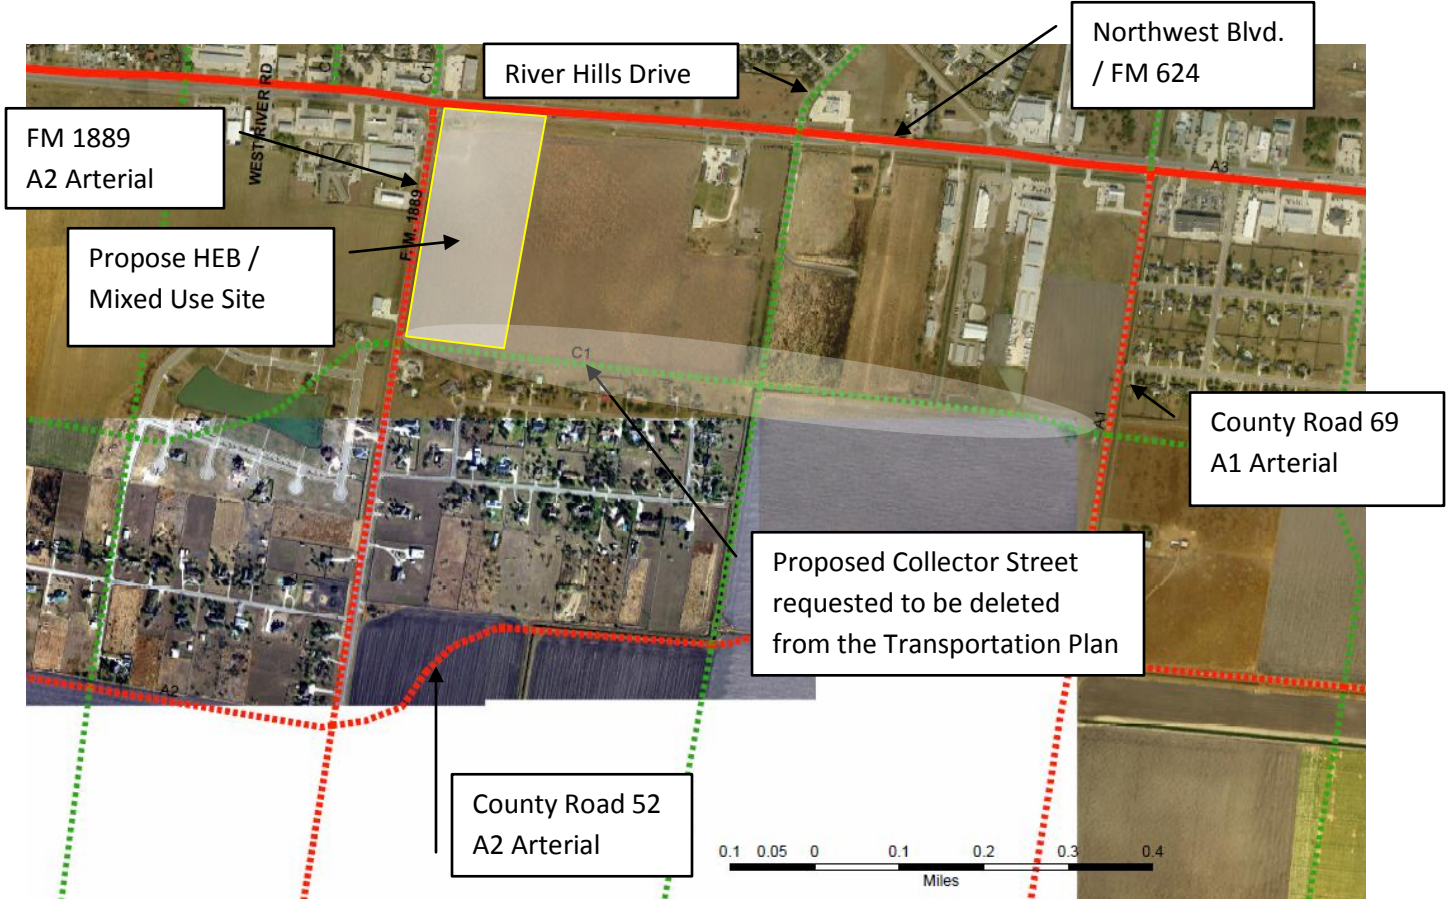 Northwest Blvd.
/ FM 624
River Hills Drive
FM 1889
A2 Arterial
WEST RIVER RD
C1
C1
A3
F.M. 1889
Propose HEB /
Mixed Use Site
C1
A1
County Road 69
A1 Arterial
Proposed Collector Street
requested to be deleted
from the Transportation Plan
A2
County Road 52
A2 Arterial
0.1 0.05 0 0.1 0.2 0.3 0.4
Miles